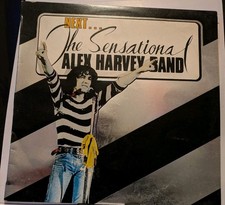 NEXT...
The Sensational
ALEX HARVEY BAND